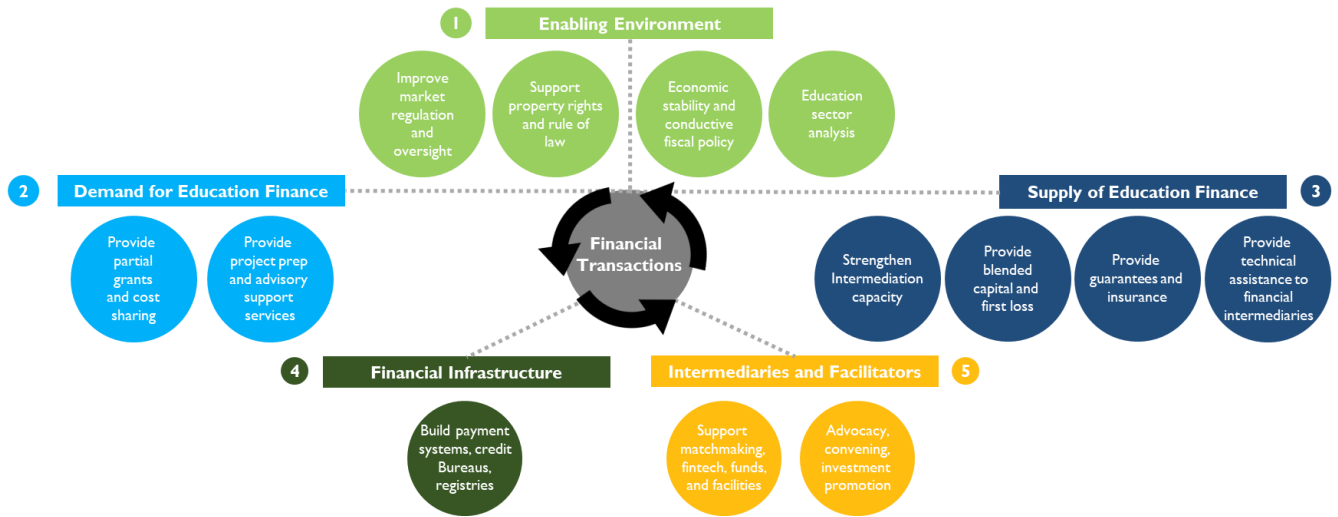 1
Enabling Environment
Improve
market
regulation
and
oversight
Support
property rights
and rule of
law
Economic
stability and
conductive
fiscal policy
Education
sector
analysis
2
Demand for Education Finance
Provide
partial
grants
and cost
sharing
Provide
project prep
and advisory
support
services
Financial
Transactions
Supply of Education Finance
3
Strengthen
Intermediation
capacity
Provide
blended
capital and
first loss
Provide
guarantees and
insurance
Provide
technical
assistance to
financial
intermediaries
4
Financial Infrastructure
Build payment
systems, credit
Bureaus,
registries
Intermediaries and Facilitators
5
Support
matchmaking,
fintech, funds,
and facilities
Advocacy,
convening,
investment
promotion